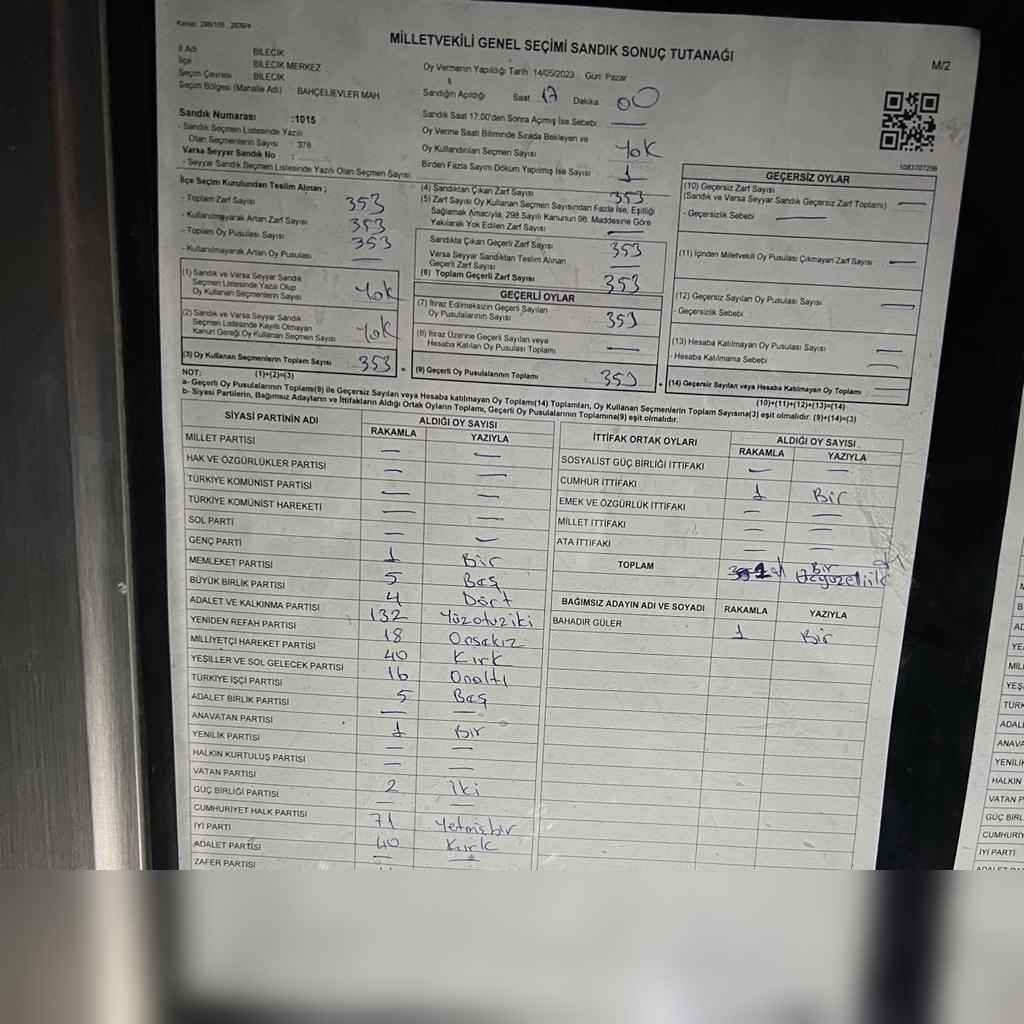 MİLLETVEKİLİ GENEL SEÇİMİ SANDIK SONUÇ TUTANAĞI
M/2
İl Adı BİLECİK
İlçe BİLECİK MERKEZ
Seçim Çevresi BİLECİK
Seçim Bölgesi (Mahalle Adı) BAHÇELİEVLER MAH
Sandık Numarası :1015
- Sandık Seçmen Listesinde Yazılı
Olan Seçmenlerin Sayısı 376
Varsa Seyyar Sandık No :
- Seyyar Sandık Seçmen Listesinde Yazılı Olan Seçmen Sayısı
Oy Vermenin Yapıldığı Tarih 14/05/2023 Gün: Pazar
Sandığın Açıldığı Saat 17 Dakika 00
Sandık Saat 17.00'den Sonra Açımış İse Sebebi —
Oy Verme Saati Bitiminde Sırada Bekleyen ve
Oy Kullandırılan Seçmen Sayısı Yok
Birden Fazla Sayım Döküm Yapılmış İse Sayısı 1
İlçe Seçim Kurulundan Teslim Alınan ;
- Toplam Zarf Sayısı 353
- Kullanılmayarak Artan Zarf Sayısı 353
- Toplam Oy Pusulası Sayısı 353
- Kullanılmayarak Artan Oy Pusulası —
(1) Sandık ve Varsa Seyyar Sandık
Seçmen Listesinde Yazılı Olup
Oy Kullanan Seçmenlerin Sayısı Yok
(2) Sandık ve Varsa Seyyar Sandık
Seçmen Listesinde Kayıtlı Olmayan
Kanun Gereği Oy Kullanan Seçmen Sayısı Yok
(3) Oy Kullanan Seçmenlerin Toplam Sayısı 353
(1)+(2)=(3)
(4) Sandıktan Çıkan Zarf Sayısı 353
(5) Zarf Sayısı Oy Kullanan Seçmen Sayısından Fazla İse, Eşitliği
Sağlamak Amacıyla, 298 Sayılı Kanunun 98. Maddesine Göre
Yakılarak Yok Edilen Zarf Sayısı —
Sandıkta Çıkan Geçerli Zarf Sayısı 353
Varsa Seyyar Sandıktan Teslim Alınan
Geçerli Zarf Sayısı —
(6) Toplam Geçerli Zarf Sayısı 353
GEÇERLİ OYLAR
(7) İtiraz Edilmeksizin Geçerli Sayılan
Oy Pusulalarının Sayısı 353
(8) İtiraz Üzerine Geçerli Sayılan veya
Hesaba Katılan Oy Pusulası Toplamı —
(9) Geçerli Oy Pusulalarının Toplamı 353
GEÇERSİZ OYLAR
(10) Geçersiz Zarf Sayısı
(Sandık ve Varsa Seyyar Sandık Geçersiz Zarf Toplamı) —
- Geçersizlik Sebebi —
(11) İçinden Milletvekili Oy Pusulası Çıkmayan Zarf Sayısı —
(12) Geçersiz Sayılan Oy Pusulası Sayısı —
- Geçersizlik Sebebi
(13) Hesaba Katılmayan Oy Pusulası Sayısı —
- Hesaba Katılmama Sebebi —
(14) Geçersiz Sayılan veya Hesaba Katılmayan Oy Toplamı —
(10)+(11)+(12)+(13)=(14)
NOT:
a- Geçerli Oy Pusulalarının Toplamı(9) ile Geçersiz Sayılan veya Hesaba Katılmayan Oy Toplamı(14) Toplamları, Oy Kullanan Seçmenlerin Toplam Sayısına(3) eşit olmalıdır. (9)+(14)=(3)
b- Siyasi Partilerin, Bağımsız Adayların ve İttifakların Aldığı Ortak Oyların Toplamı, Geçerli Oy Pusulalarının Toplamına(9) eşit olmalıdır.
SİYASİ PARTİNİN ADI ALDIĞI OY SAYISI
RAKAMLA YAZIYLA
MİLLET PARTİSİ — —
HAK VE ÖZGÜRLÜKLER PARTİSİ — —
TÜRKİYE KOMÜNİST PARTİSİ — —
TÜRKİYE KOMÜNİST HAREKETİ — —
SOL PARTİ — —
GENÇ PARTİ — —
MEMLEKET PARTİSİ 1 Bir
BÜYÜK BİRLİK PARTİSİ 5 Beş
ADALET VE KALKINMA PARTİSİ 4 Dört
YENİDEN REFAH PARTİSİ 132 Yüzotuziki
MİLLİYETÇİ HAREKET PARTİSİ 18 Onsekiz
YEŞİLLER VE SOL GELECEK PARTİSİ 40 Kırk
TÜRKİYE İŞÇİ PARTİSİ 16 Onaltı
ADALET BİRLİK PARTİSİ 5 Beş
ANAVATAN PARTİSİ — —
YENİLİK PARTİSİ 1 Bir
HALKIN KURTULUŞ PARTİSİ — —
VATAN PARTİSİ — —
GÜÇ BİRLİĞİ PARTİSİ 2 İki
CUMHURİYET HALK PARTİSİ — —
İYİ PARTİ 71 Yetmişbir
ADALET PARTİSİ 40 Kırk
ZAFER PARTİSİ — —
İTTİFAK ORTAK OYLARI ALDIĞI OY SAYISI
RAKAMLA YAZIYLA
SOSYALİST GÜÇ BİRLİĞİ İTTİFAKI — —
CUMHUR İTTİFAKI 1 Bir
EMEK VE ÖZGÜRLÜK İTTİFAKI — —
MİLLET İTTİFAKI — —
ATA İTTİFAKI — —
TOPLAM Bir
BAĞIMSIZ ADAYIN ADI VE SOYADI RAKAMLA YAZIYLA
BAHADIR GÜLER 1 Bir